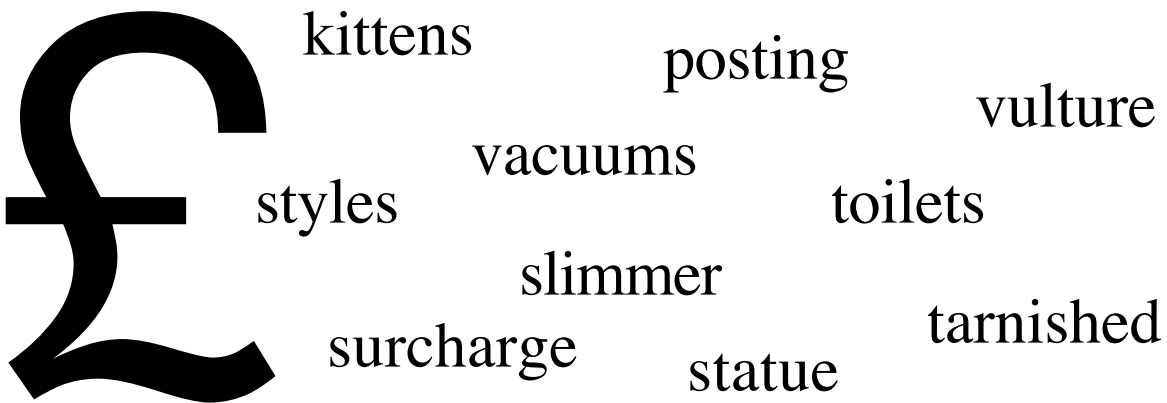 £
kittens
posting
vulture
vacuums
styles
toilets
slimmer
tarnished
surcharge
statue